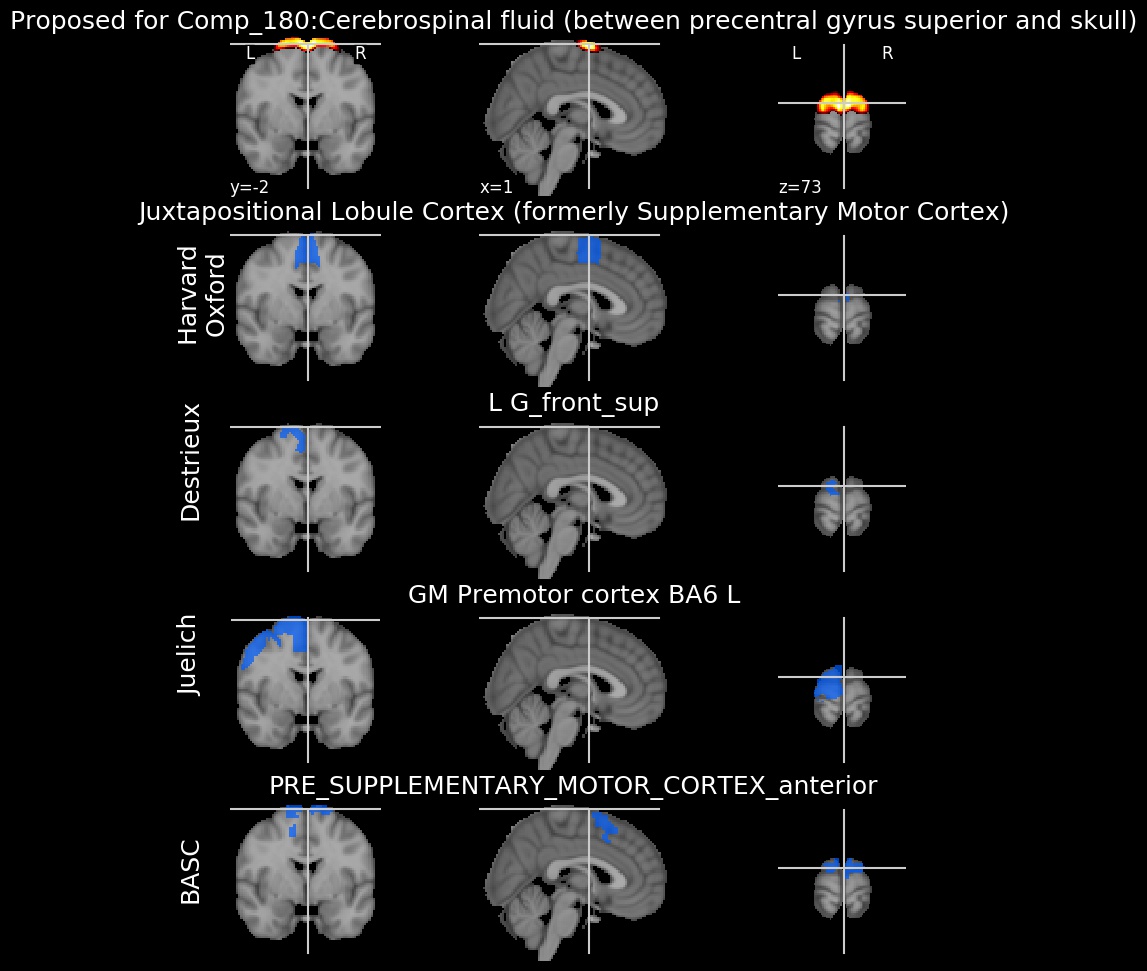 Proposed for Comp_180:Cerebrospinal fluid (between precentral gyrus superior and skull)
L R L R
y=-2 x=1 z=73
Juxtapositional Lobule Cortex (formerly Supplementary Motor Cortex)
Harvard
Oxford
L G_front_sup
Destrieux
GM Premotor cortex BA6 L
Juelich
PRE_SUPPLEMENTARY_MOTOR_CORTEX_anterior
BASC